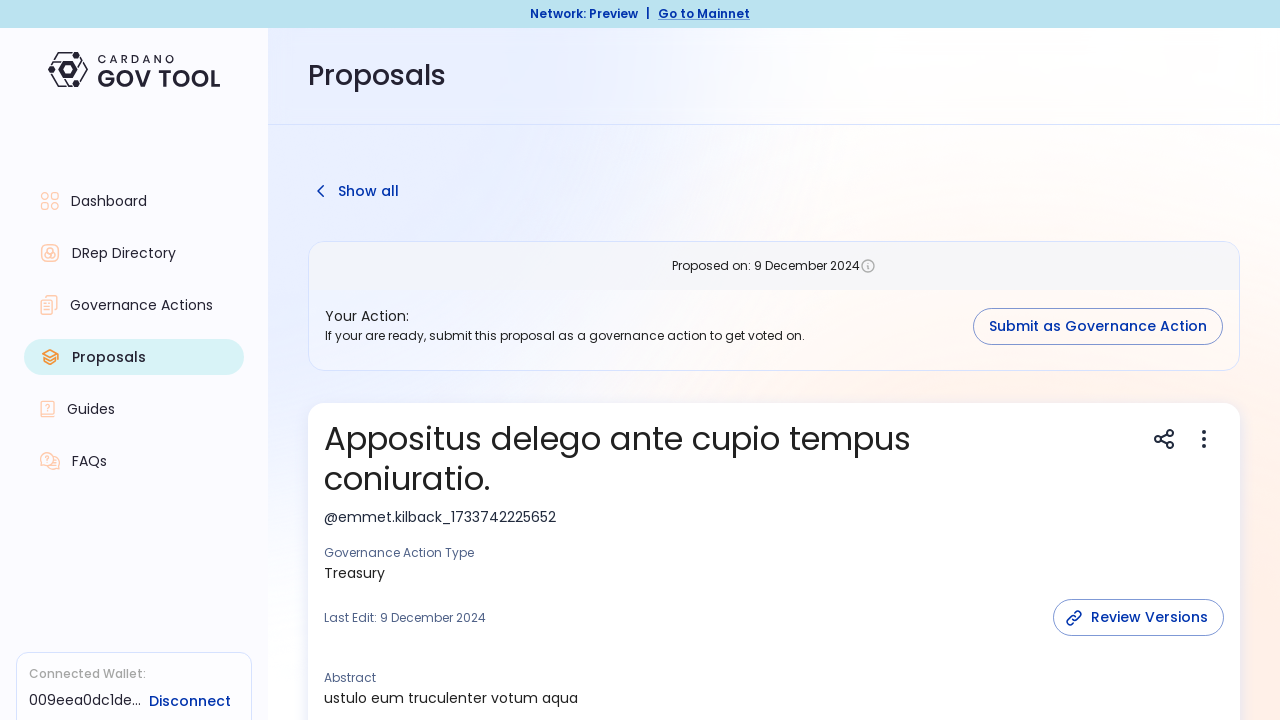 Network: Preview | Go to Mainnet
CARDANO
GOV TOOL
Proposals
Dashboard
DRep Directory
Governance Actions
Proposals
Guides
FAQs
Connected Wallet:
009eea0dc1de... Disconnect
Show all
Proposed on: 9 December 2024
Your Action:
If you are ready, submit this proposal as a governance action to get voted on.
Submit as Governance Action
Appositus delego ante cupio tempus
coniuratio.
@emmet.kilback_1733742225652
Governance Action Type
Treasury
Last Edit: 9 December 2024
Review Versions
Abstract
ustulo eum truculenter votum aqua